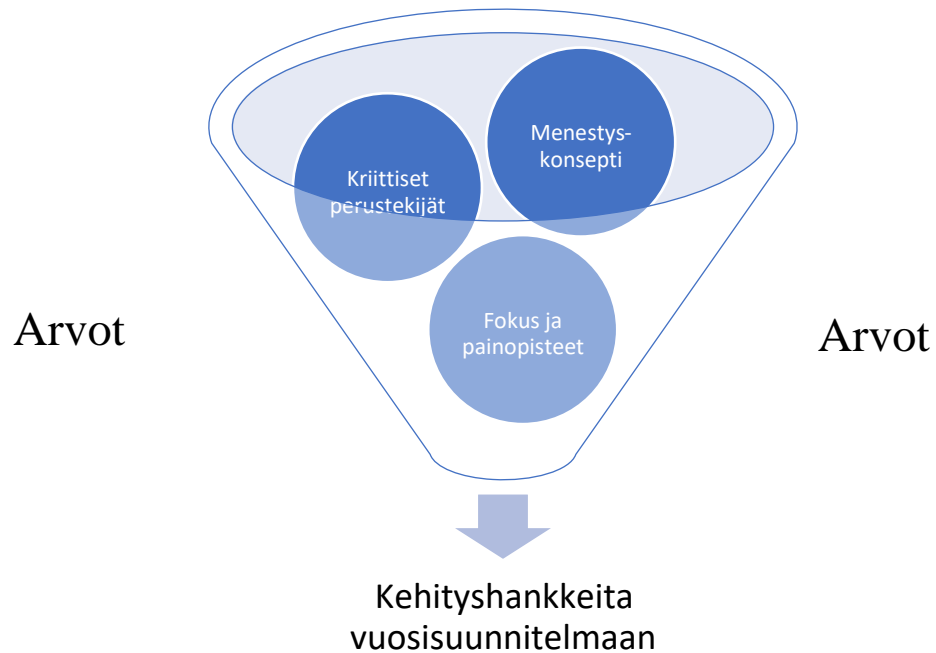 Menestys-
konsepti
Kriittiset
perustekijät
Fokus ja
painopisteet
Arvot
Arvot
Kehityshankkeita
vuosisuunnitelmaan